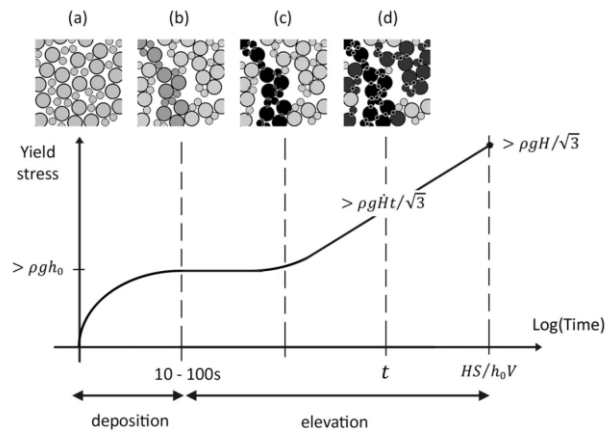 (a) (b) (c) (d)
Yield
stress
> ρgH/√3
> ρgḢt/√3
> ρgh₀
Log(Time)
10 - 100s
t
HS/h₀V
deposition
elevation